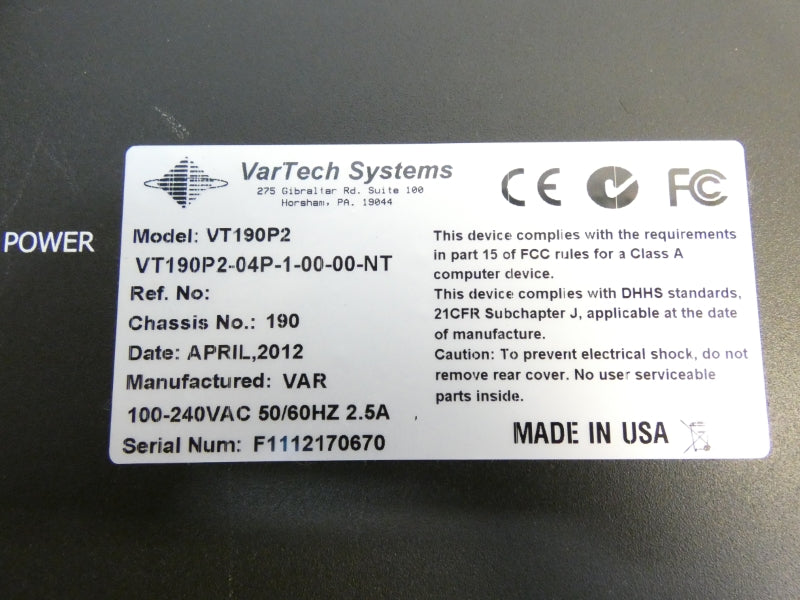 VarTech Systems
275 Gibraltar Rd. Suite 100
Horsham, PA. 19044
CE
FC
POWER
Model: VT190P2
VT190P2-04P-1-00-00-NT
Ref. No:
Chassis No.: 190
Date: APRIL,2012
Manufactured: VAR
100-240VAC 50/60HZ 2.5A
Serial Num: F1112170670
This device complies with the requirements
in part 15 of FCC rules for a Class A
computer device.
This device complies with DHHS standards,
21CFR Subchapter J, applicable at the date
of manufacture.
Caution: To prevent electrical shock, do not
remove rear cover. No user serviceable
parts inside.
MADE IN USA